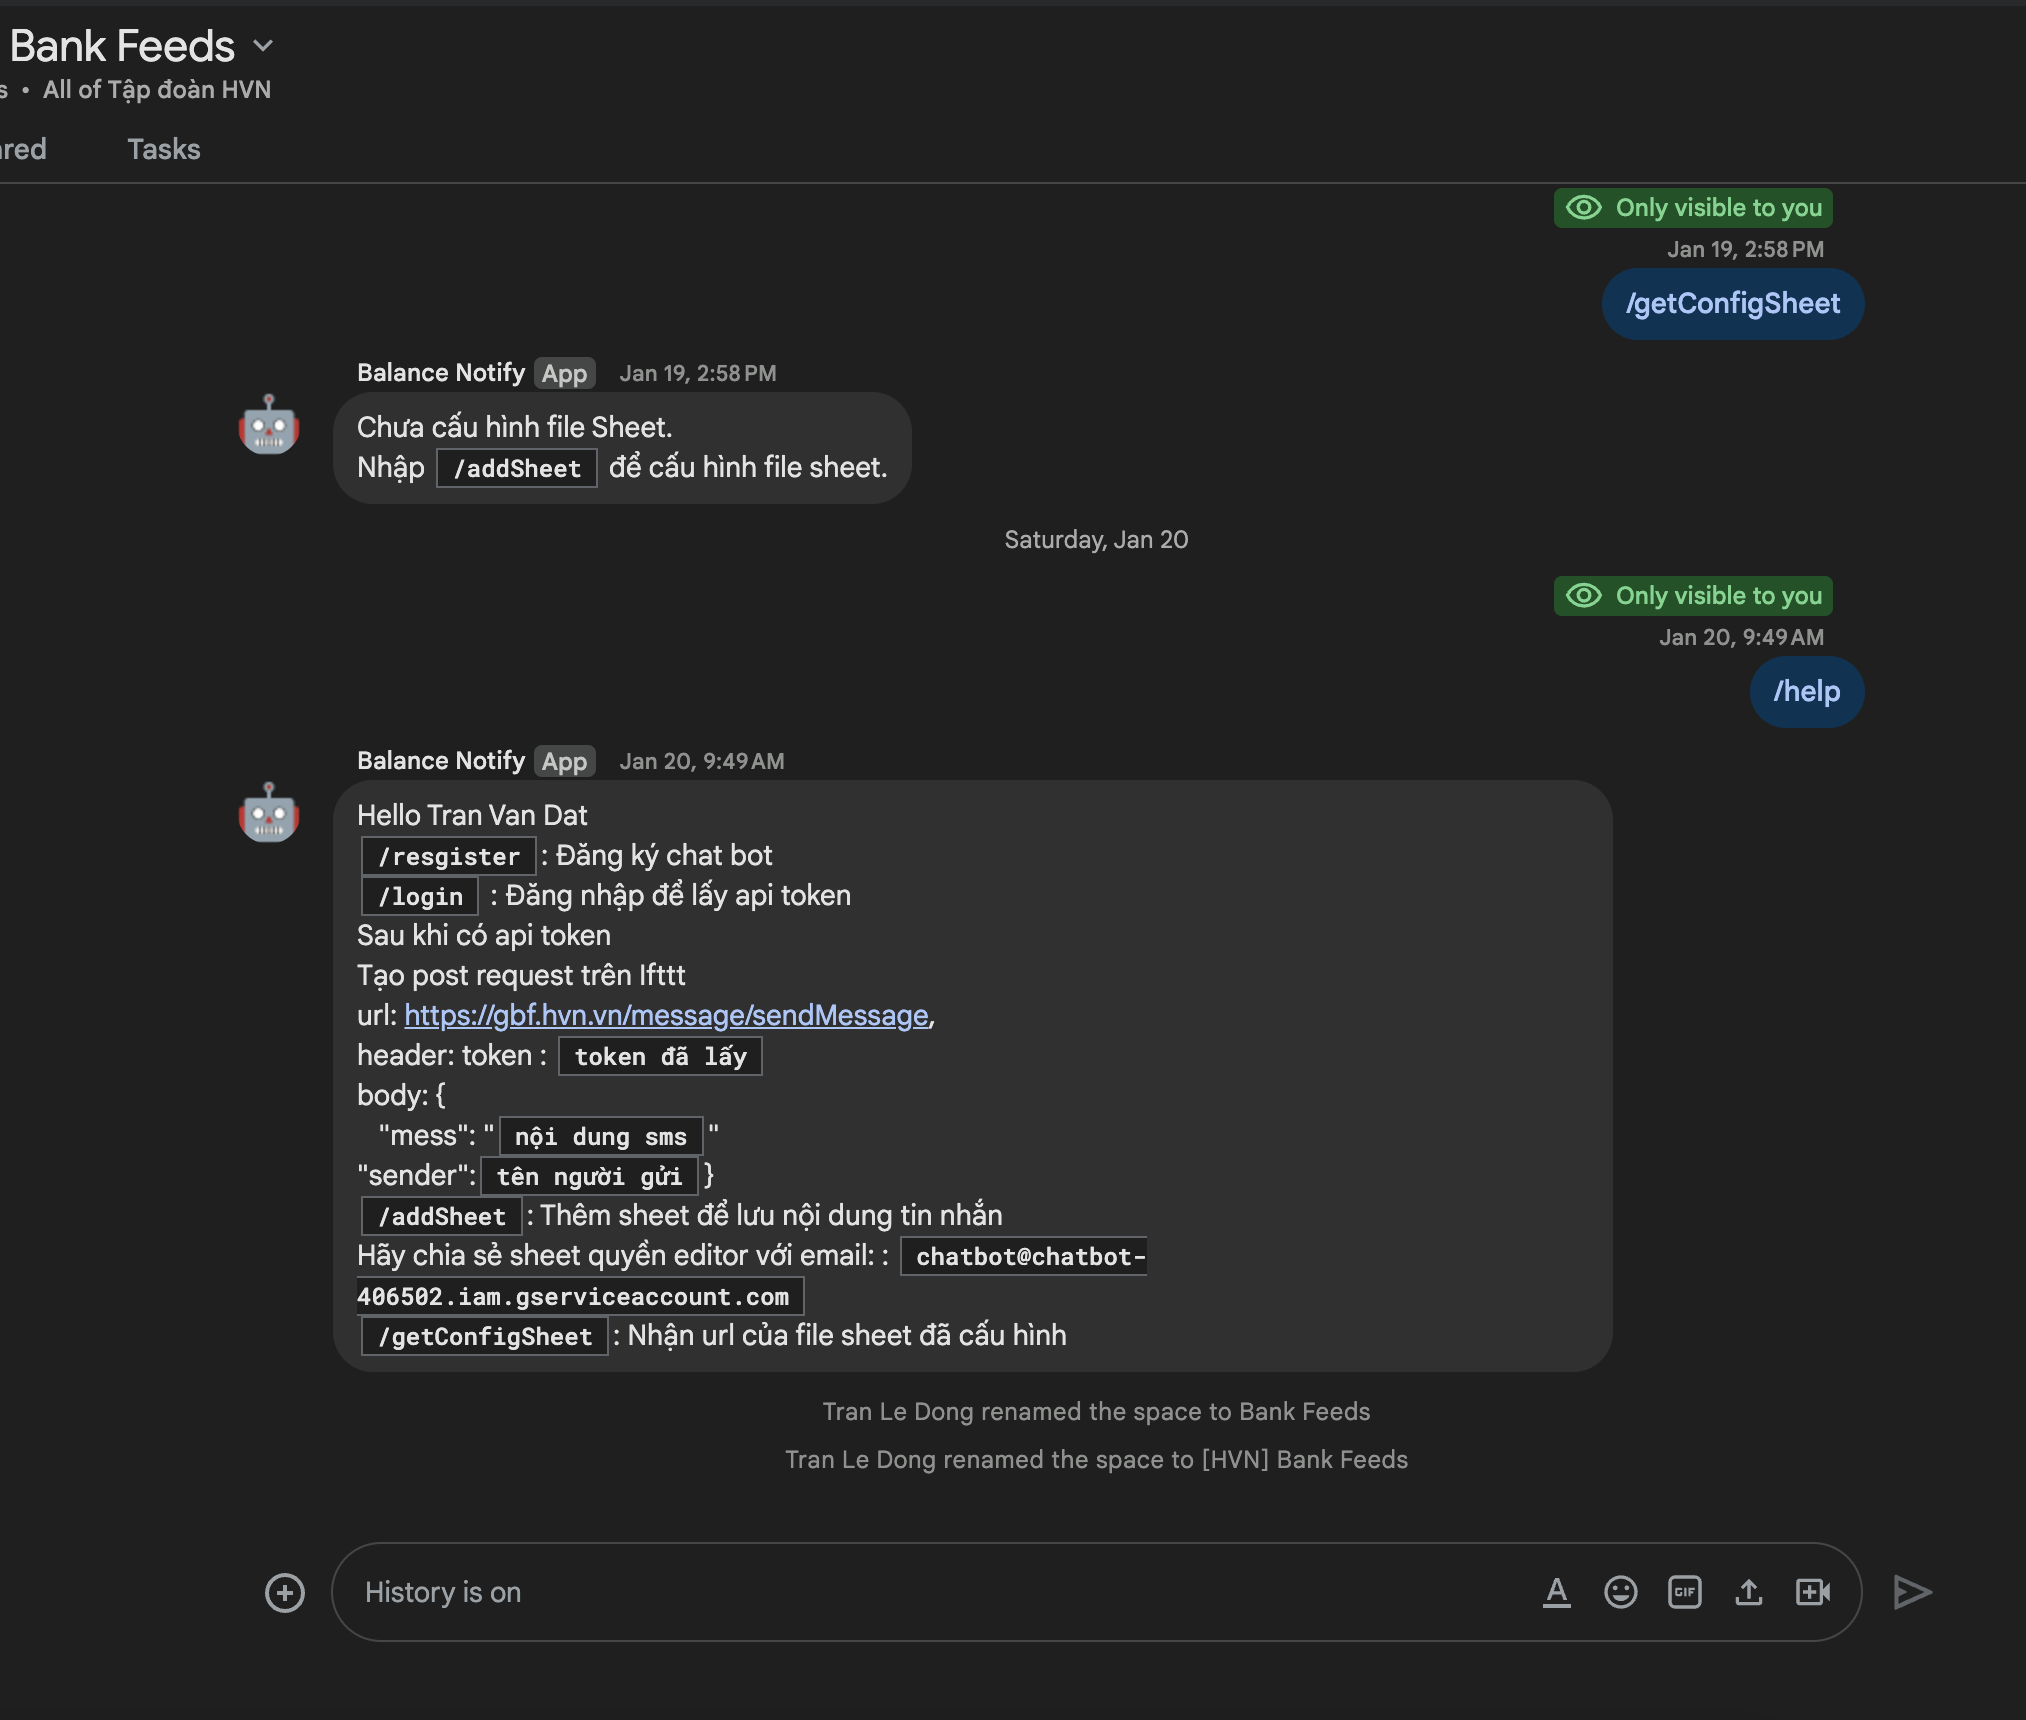 Bank Feeds
s • All of Tập đoàn HVN
ared Tasks
Only visible to you
Jan 19, 2:58 PM
/getConfigSheet
Balance Notify App Jan 19, 2:58 PM
Chưa cấu hình file Sheet.
Nhập /addSheet để cấu hình file sheet.
Saturday, Jan 20
Only visible to you
Jan 20, 9:49 AM
/help
Balance Notify App Jan 20, 9:49 AM
Hello Tran Van Dat
/resgister : Đăng ký chat bot
/login : Đăng nhập để lấy api token
Sau khi có api token
Tạo post request trên Ifttt
url: https://gbf.hvn.vn/message/sendMessage,
header: token : token đã lấy
body: {
"mess": " nội dung sms "
"sender": tên người gửi }
/addSheet : Thêm sheet để lưu nội dung tin nhắn
Hãy chia sẻ sheet quyền editor với email: : chatbot@chatbot-
406502.iam.gserviceaccount.com
/getConfigSheet : Nhận url của file sheet đã cấu hình
Tran Le Dong renamed the space to Bank Feeds
Tran Le Dong renamed the space to [HVN] Bank Feeds
History is on
GIF